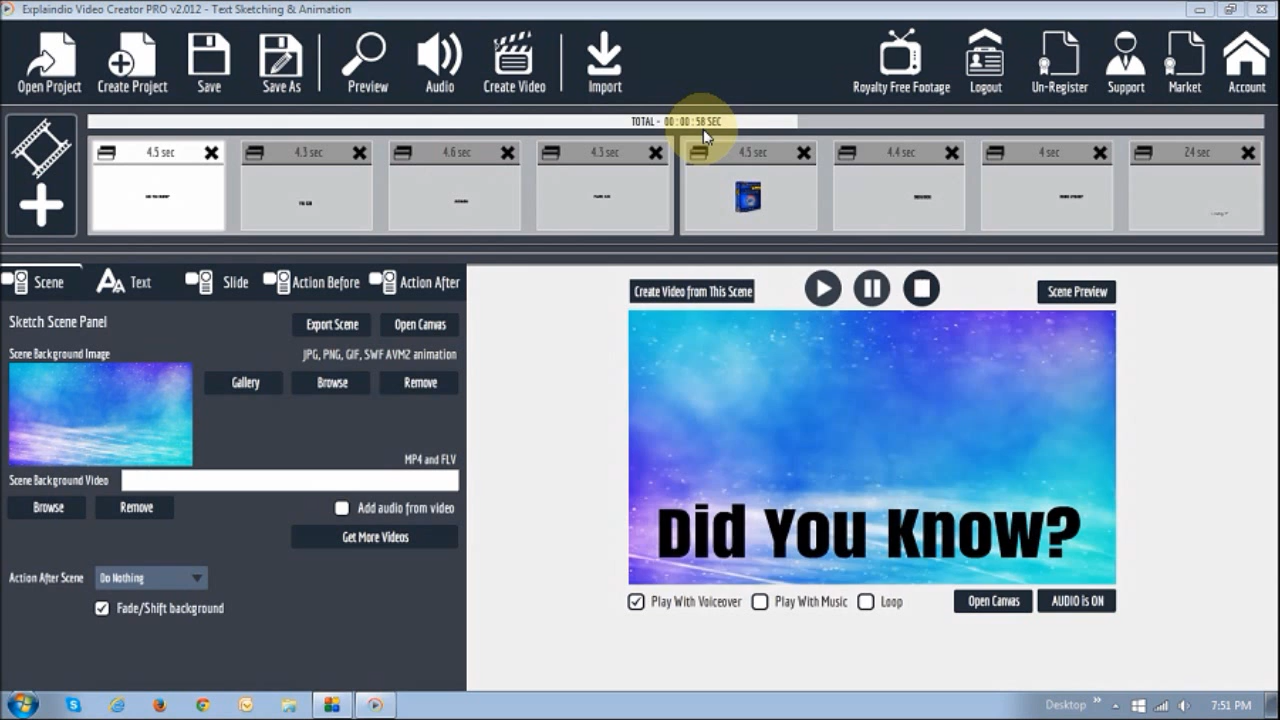 Explaindio Video Creator PRO v2.012 - Text Sketching & Animation
Open Project Create Project Save Save As Preview Audio Create Video Import Royalty Free Footage Logout Un-Register Support Market Account
TOTAL - 00 : 00 : 58 SEC
4.5 sec 4.3 sec 4.6 sec 4.3 sec 4.5 sec 4.4 sec 4 sec 24 sec
DID YOU KNOW?
Scene Text Slide Action Before Action After
Create Video from This Scene Scene Preview
Sketch Scene Panel Export Scene Open Canvas
Scene Background Image JPG, PNG, GIF, SWF AVM2 animation
Gallery Browse Remove
MP4 and FLV
Scene Background Video
Browse Remove Add audio from video
Get More Videos
Did You Know?
Action After Scene Do Nothing
Fade/Shift background
Play With Voiceover Play With Music Loop Open Canvas AUDIO is ON
Desktop 7:51 PM